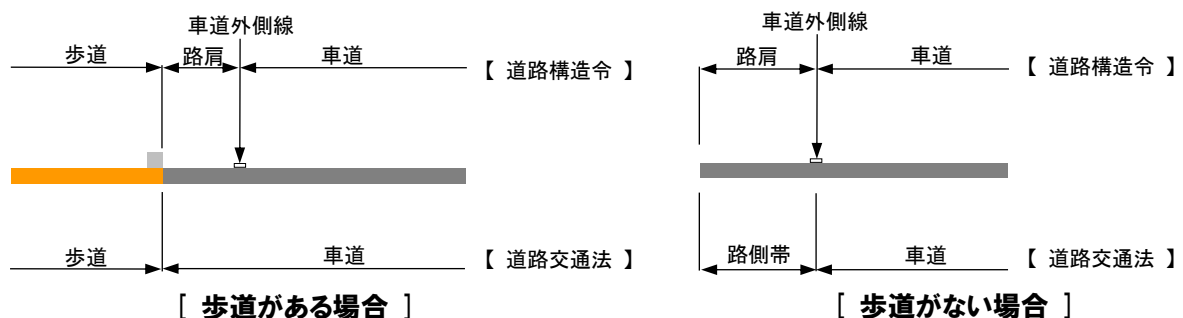 車道外側線
歩道 路肩 車道 【 道路構造令 】
歩道 車道 【 道路交通法 】
[ 歩道がある場合 ]
車道外側線
路肩 車道 【 道路構造令 】
路側帯 車道 【 道路交通法 】
[ 歩道がない場合 ]